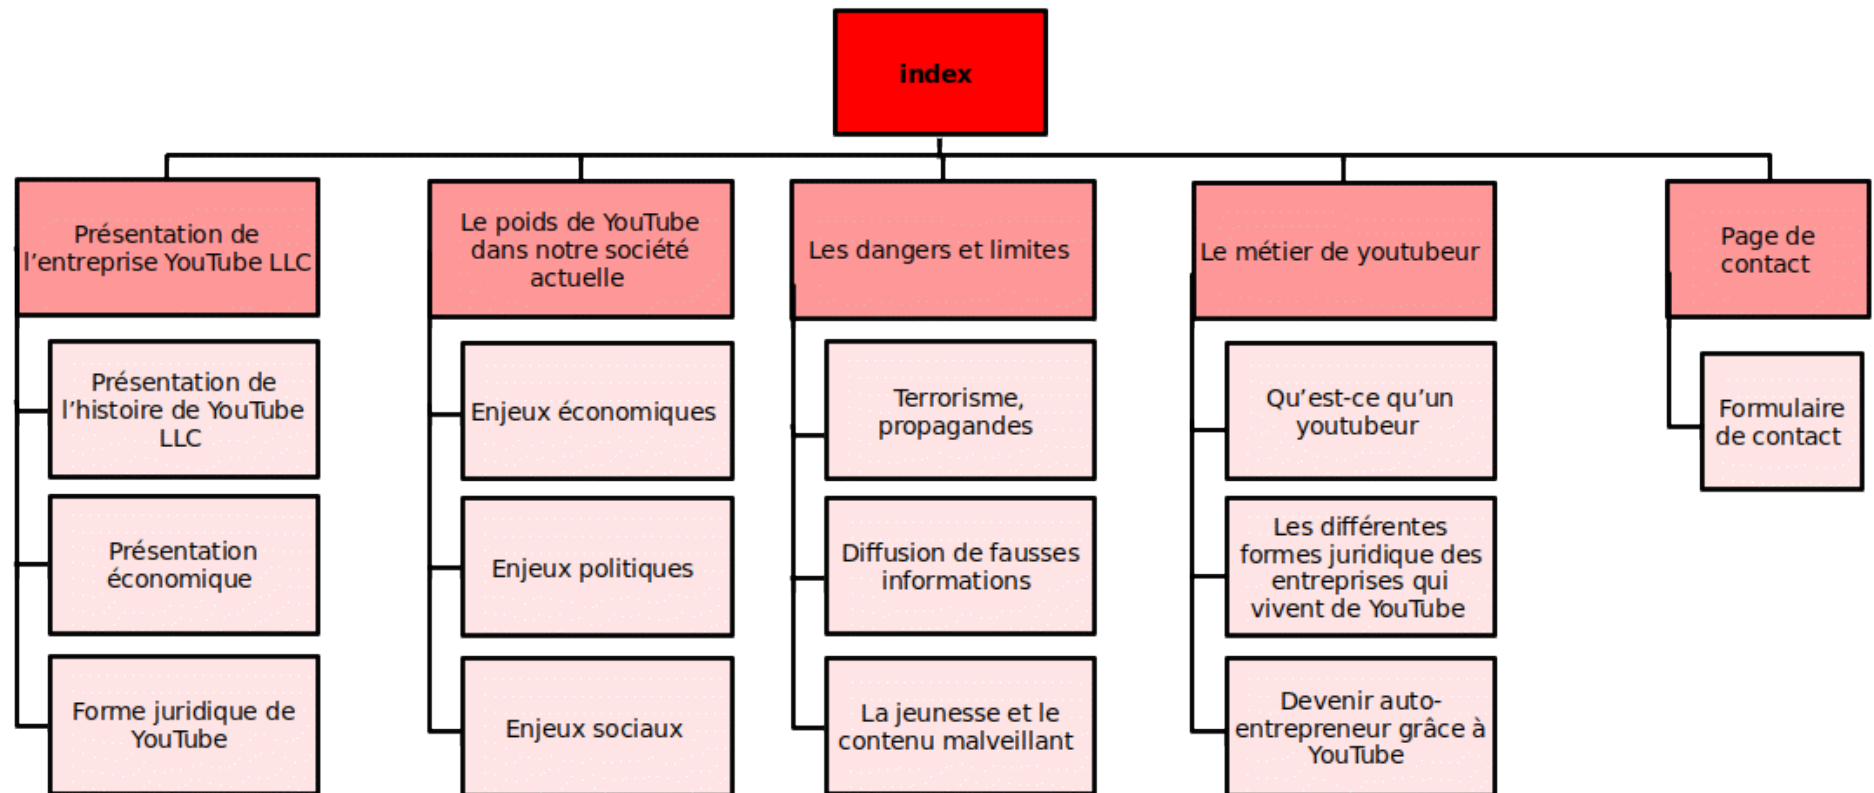 index
Présentation de
l’entreprise YouTube LLC
Présentation de
l’histoire de YouTube
LLC
Présentation
économique
Forme juridique de
YouTube
Le poids de YouTube
dans notre société
actuelle
Enjeux économiques
Enjeux politiques
Enjeux sociaux
Les dangers et limites
Terrorisme,
propagandes
Diffusion de fausses
informations
La jeunesse et le
contenu malveillant
Le métier de youtubeur
Qu’est-ce qu’un
youtubeur
Les différentes
formes juridique des
entreprises qui
vivent de YouTube
Devenir auto-
entrepreneur grâce à
YouTube
Page de
contact
Formulaire
de contact